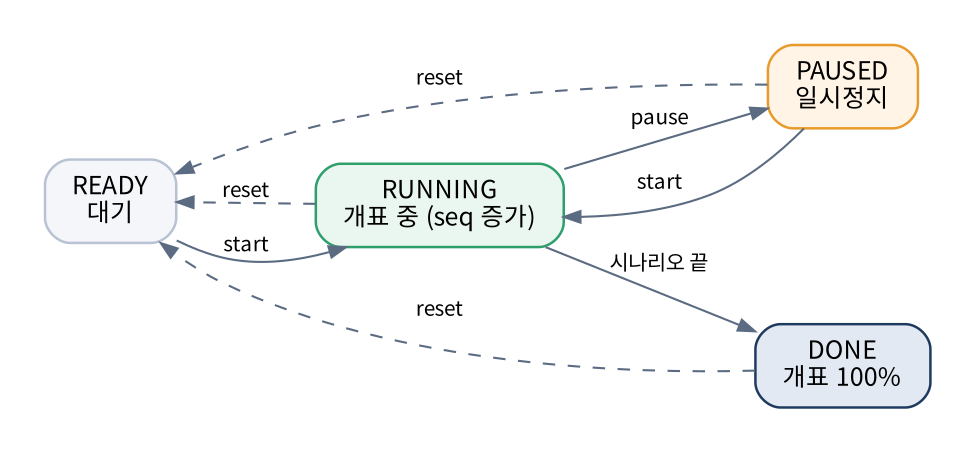 PAUSED
일시정지
reset
pause
READY
대기
reset
RUNNING
개표 중 (seq 증가)
start
start
시나리오 끝
reset
DONE
개표 100%